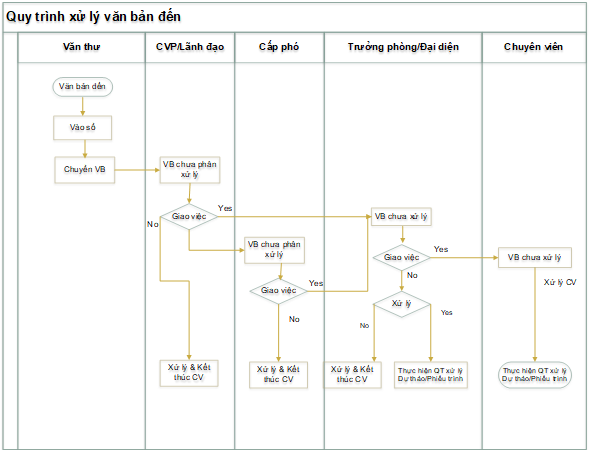 Quy trình xử lý văn bản đến
Văn thư
CVP/Lãnh đạo
Cấp phó
Trưởng phòng/Đại diện
Chuyên viên
Văn bản đến
Vào số
Chuyển VB
VB chưa phân
xử lý
Giao việc
Yes
No
VB chưa phân
xử lý
Giao việc
Yes
No
VB chưa xử lý
Giao việc
Yes
No
Xử lý
No
Yes
VB chưa xử lý
Xử lý CV
Xử lý & Kết
thúc CV
Xử lý & Kết
thúc CV
Xử lý & Kết
thúc CV
Thực hiện QT xử lý
Dự thảo/Phiếu trình
Thực hiện QT xử lý
Dự thảo/Phiếu trình